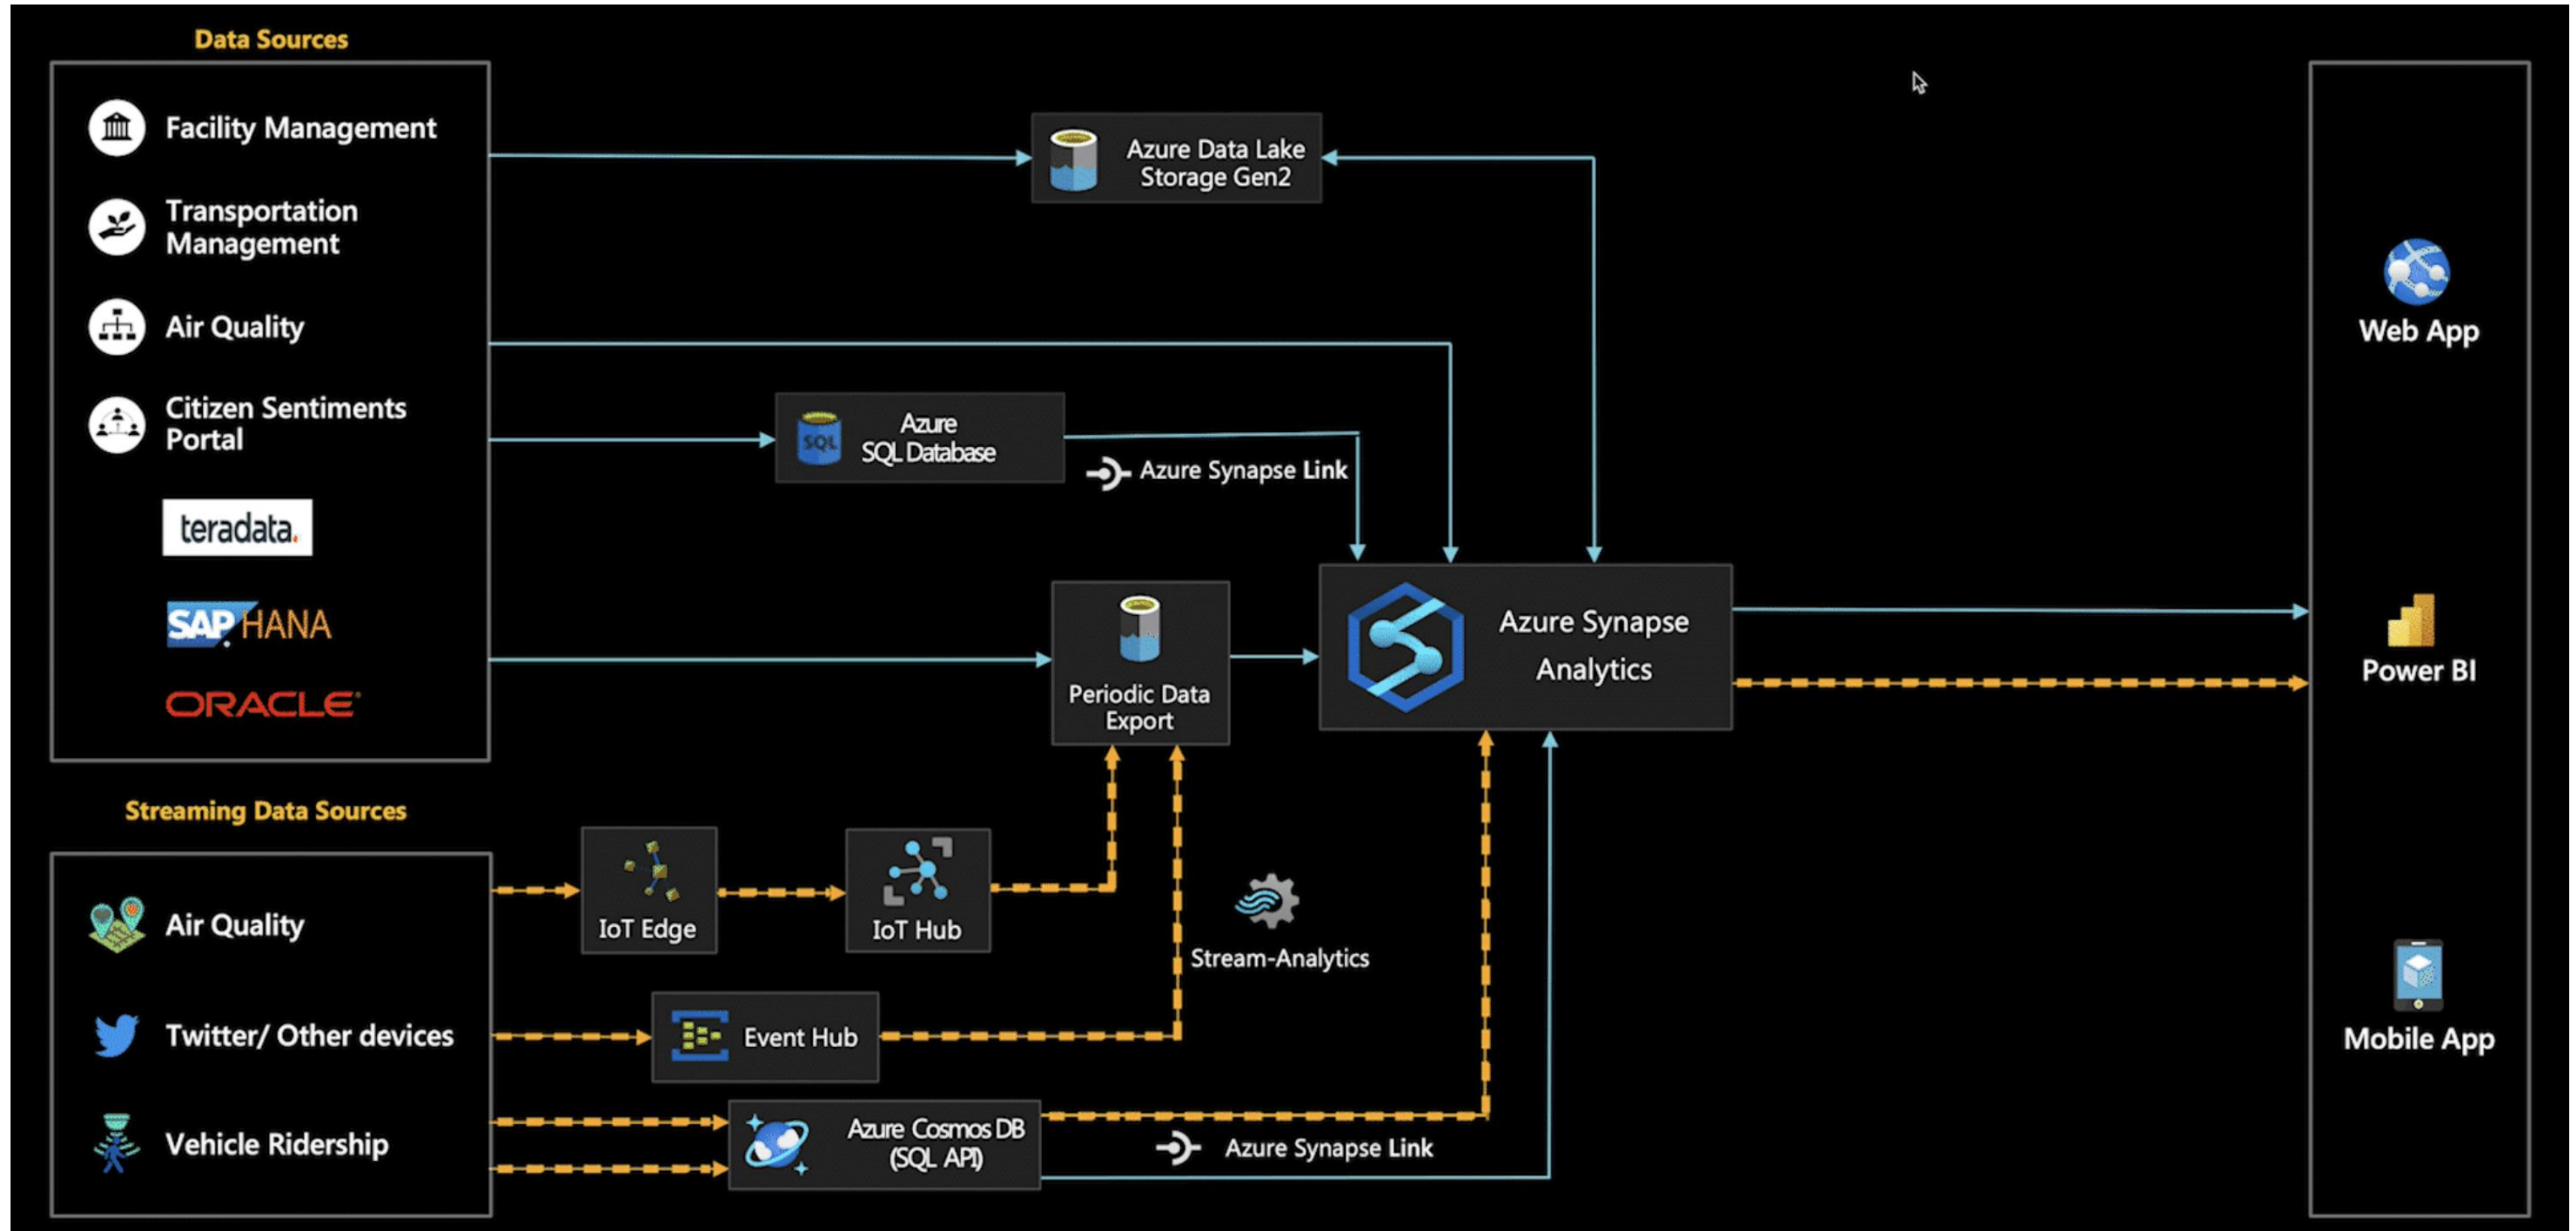 Data Sources
Facility Management
Transportation
Management
Air Quality
Citizen Sentiments
Portal
teradata.
SAP HANA
ORACLE
Azure Data Lake
Storage Gen2
SQL
Azure
SQL Database
Azure Synapse Link
Periodic Data
Export
Azure Synapse
Analytics
Streaming Data Sources
Air Quality
Twitter/ Other devices
Vehicle Ridership
IoT Edge
IoT Hub
Event Hub
Stream-Analytics
Azure Cosmos DB
(SQL API)
Azure Synapse Link
Web App
Power BI
Mobile App